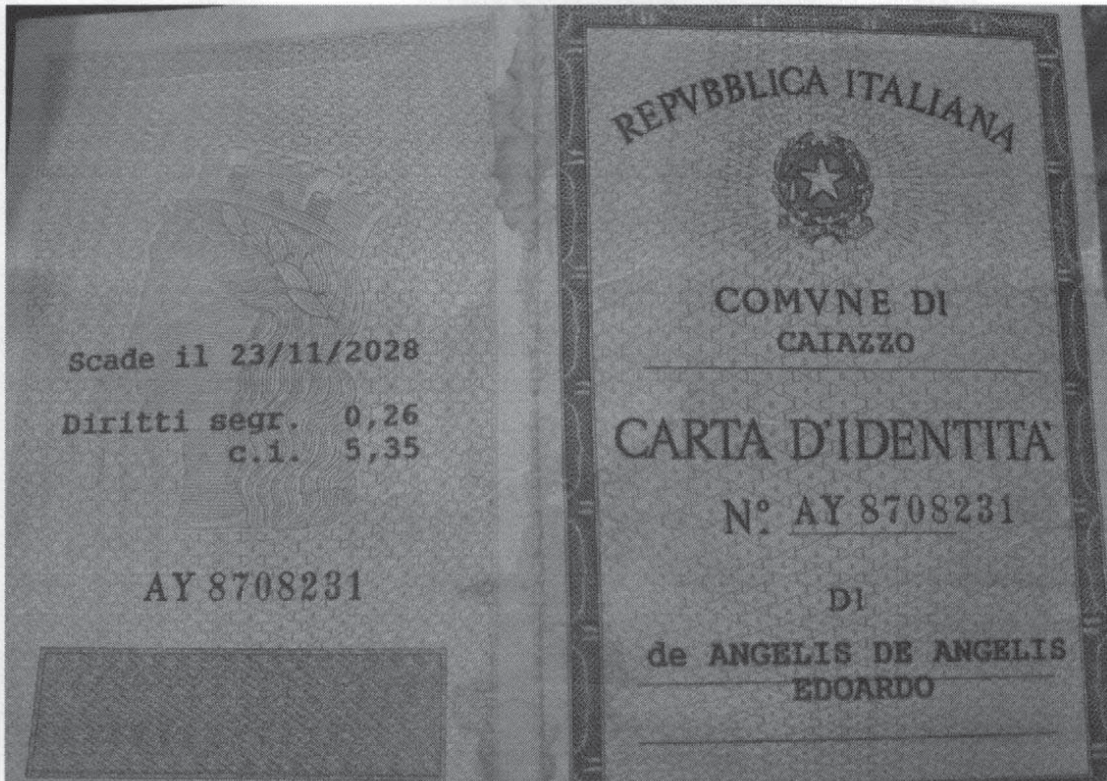 Scade il 23/11/2028
Diritti segr. 0,26
c.i. 5,35
AY 8708231
REPVBBLICA ITALIANA
COMVNE DI
CAIAZZO
CARTA D'IDENTITA'
N° AY 8708231
DI
de ANGELIS DE ANGELIS
EDOARDO